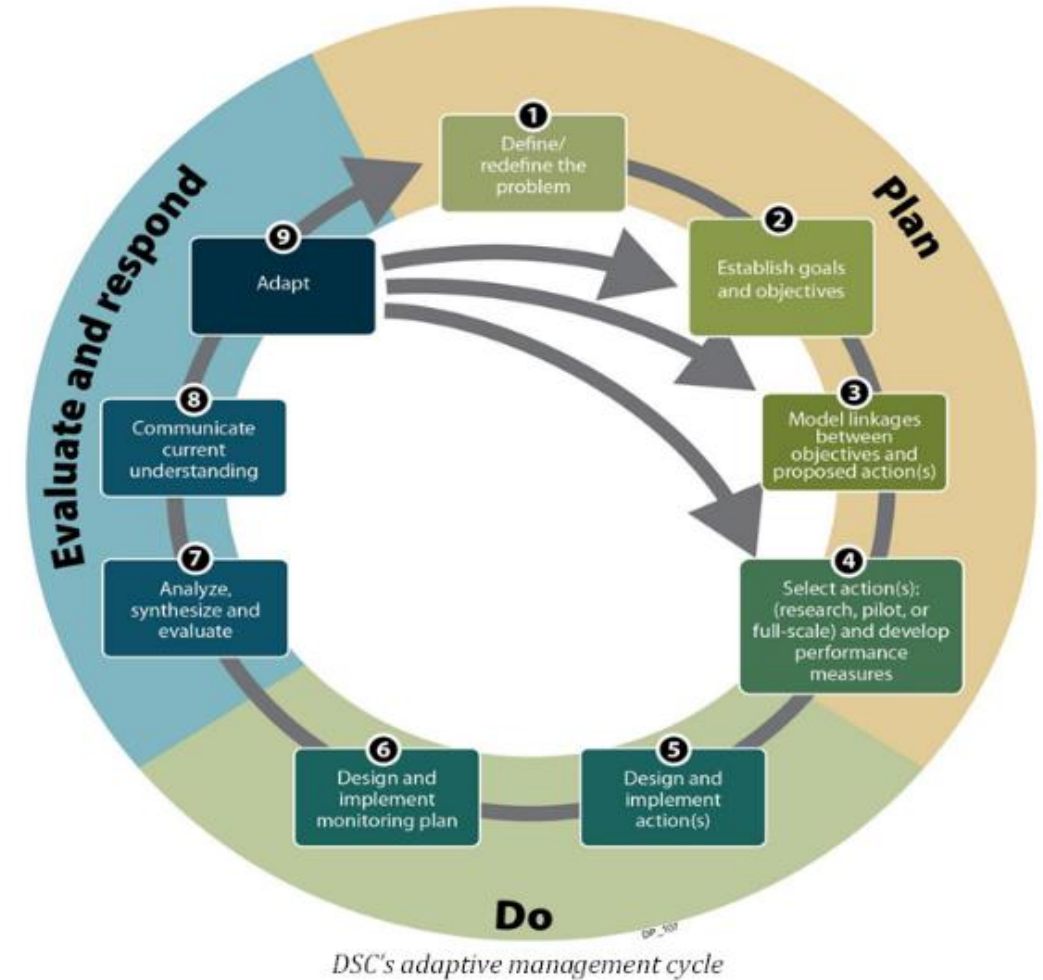 1
Define/
redefine the
problem
Plan
2
Establish goals
and objectives
3
Model linkages
between
objectives and
proposed action(s)
4
Select action(s):
(research, pilot, or
full-scale) and develop
performance
measures
5
Design and
implement
action(s)
Do
6
Design and
implement
monitoring plan
7
Analyze,
synthesize and
evaluate
8
Communicate
current
understanding
9
Adapt
Evaluate and respond
DSC's adaptive management cycle